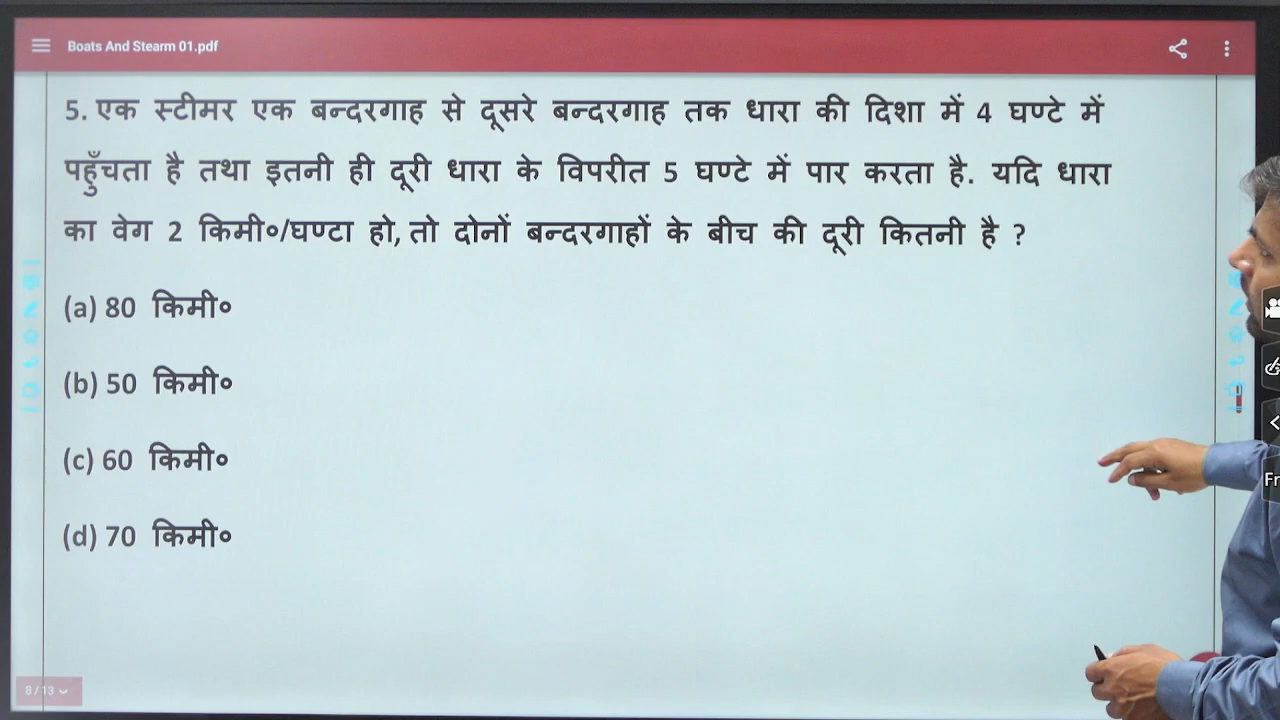 Boats And Stearm 01.pdf
5. एक स्टीमर एक बन्दरगाह से दूसरे बन्दरगाह तक धारा की दिशा में 4 घण्टे में
पहुँचता है तथा इतनी ही दूरी धारा के विपरीत 5 घण्टे में पार करता है. यदि धारा
का वेग 2 किमी०/घण्टा हो, तो दोनों बन्दरगाहों के बीच की दूरी कितनी है ?
(a) 80 किमी०
(b) 50 किमी०
(c) 60 किमी०
(d) 70 किमी०
8 / 13
Fr